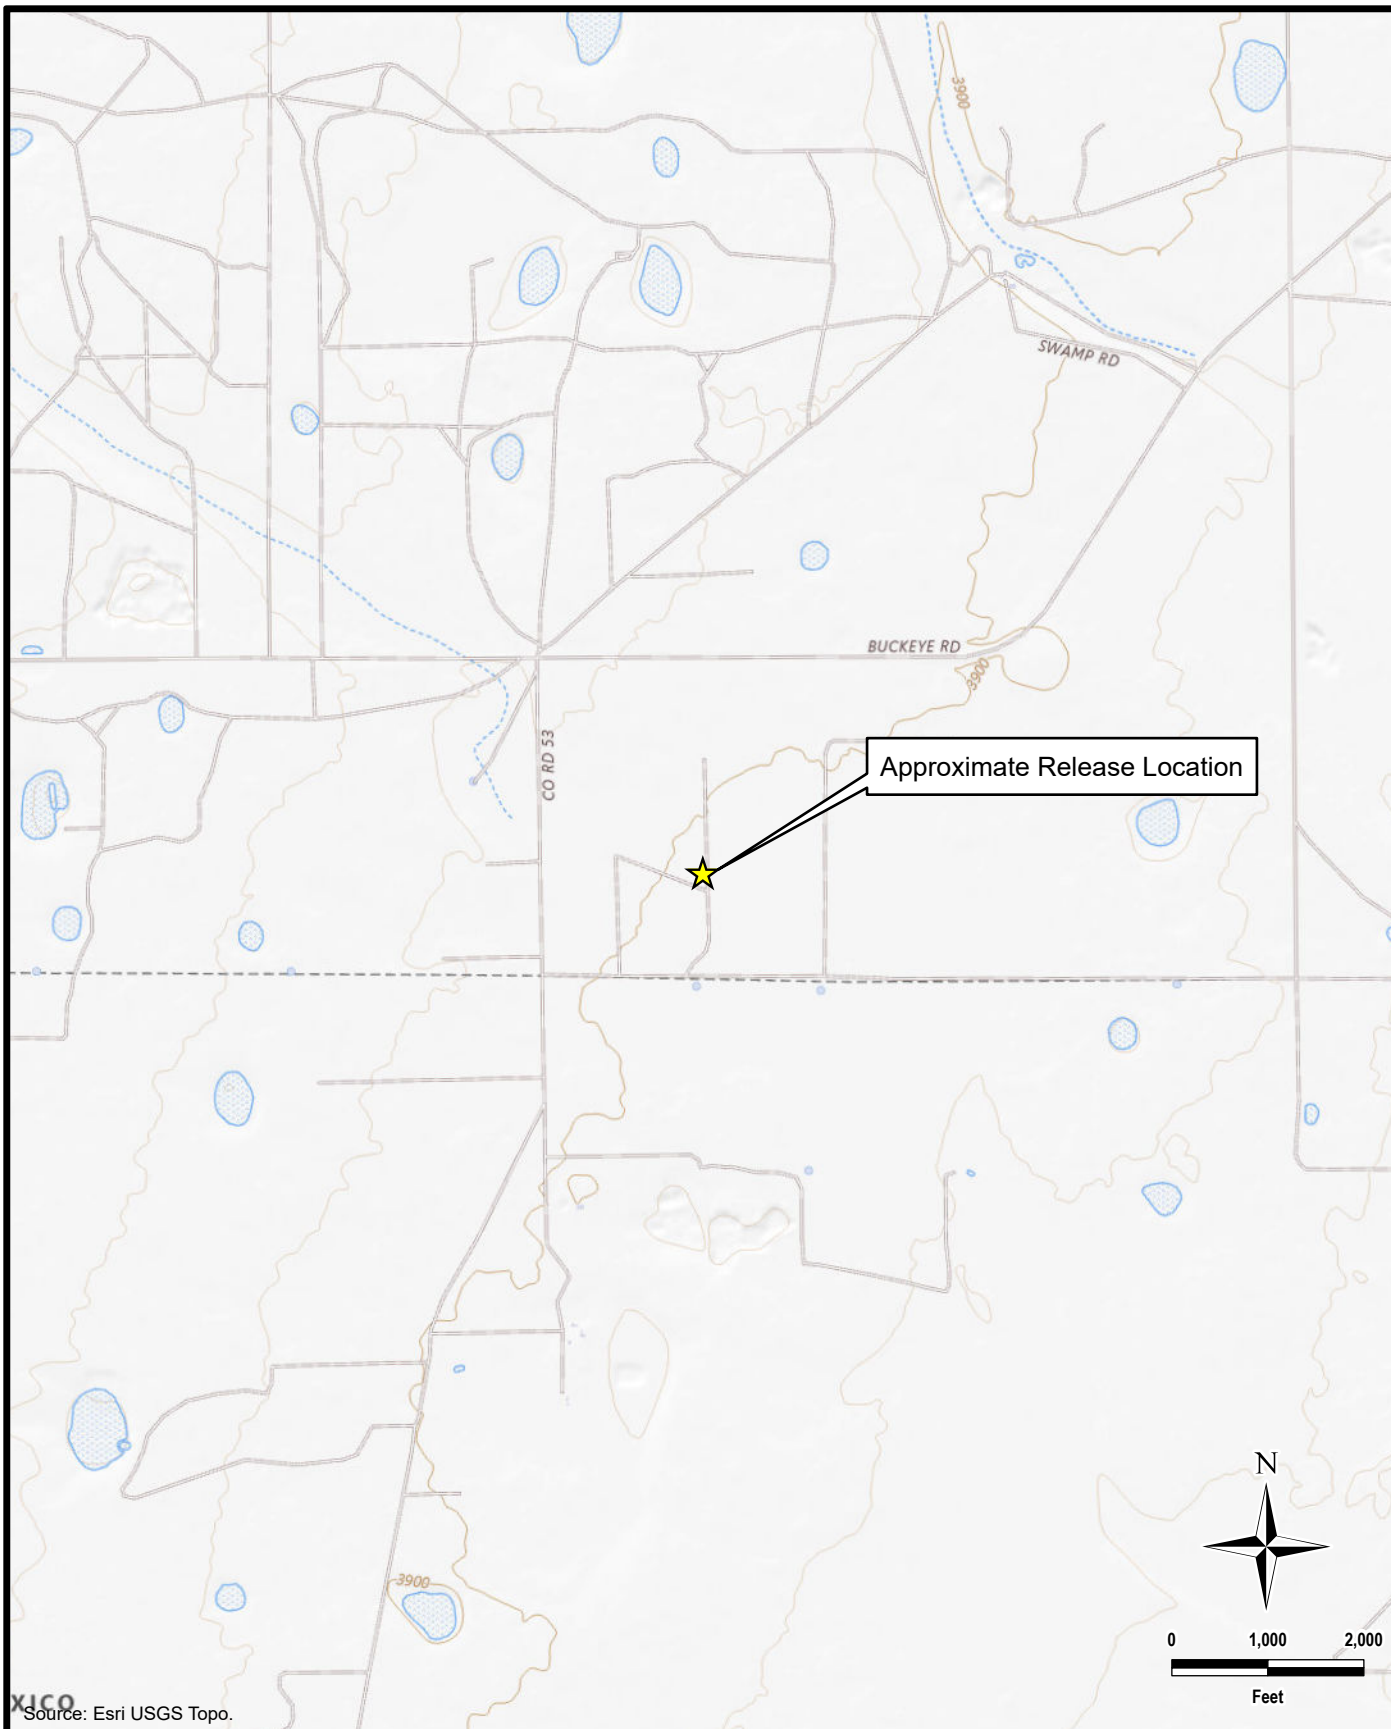 3900
SWAMP RD
BUCKEYE RD
3900
CO RD 53
Approximate Release Location
N
3900
0 1,000 2,000
Feet
XICO
Source: Esri USGS Topo.